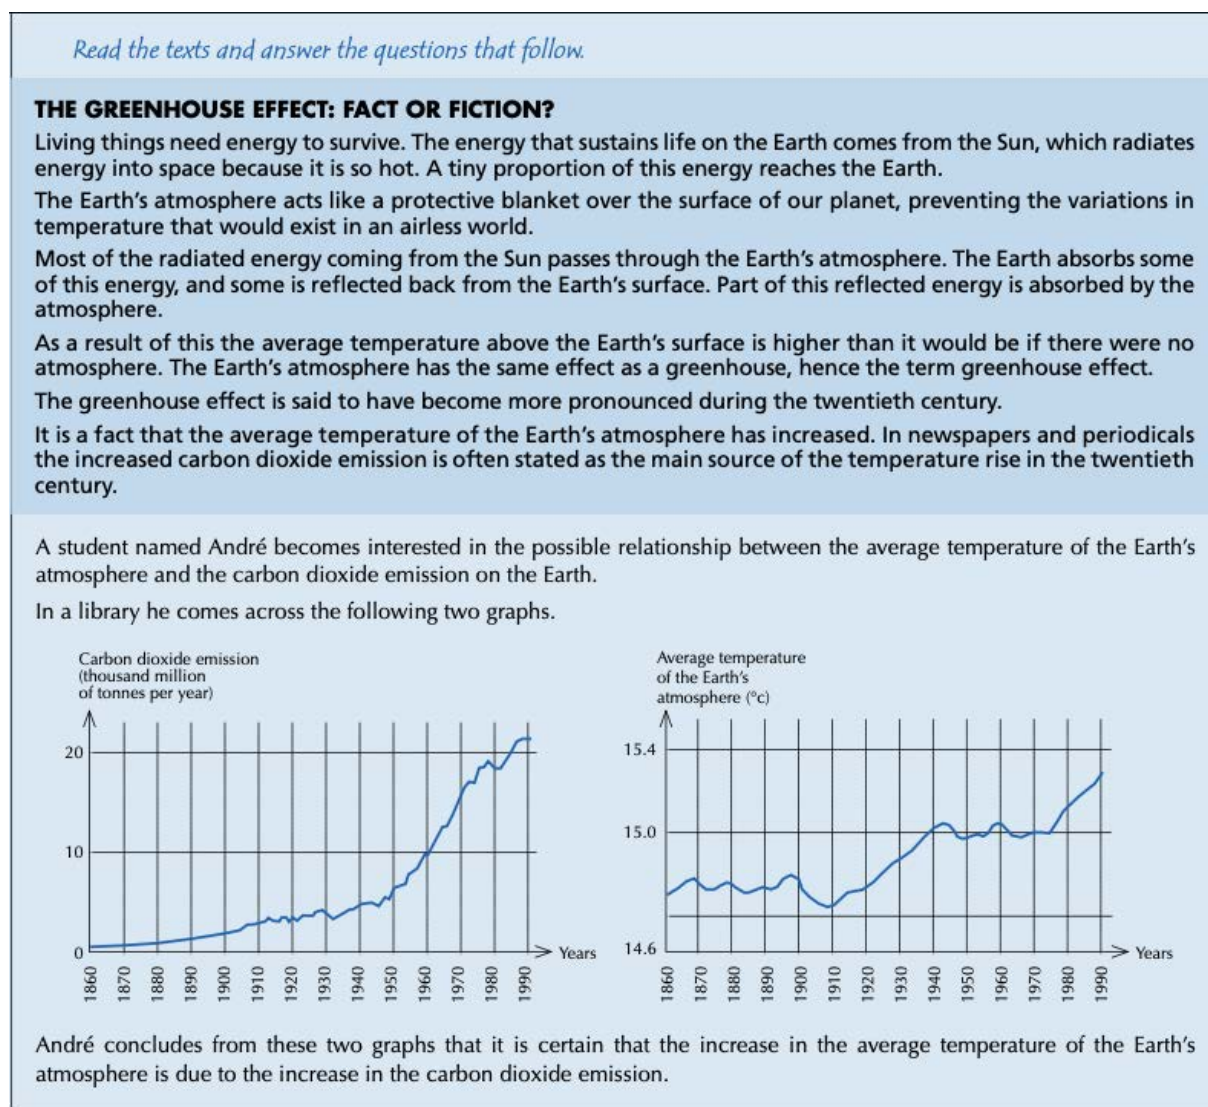 Read the texts and answer the questions that follow.
THE GREENHOUSE EFFECT: FACT OR FICTION?
Living things need energy to survive. The energy that sustains life on the Earth comes from the Sun, which radiates
energy into space because it is so hot. A tiny proportion of this energy reaches the Earth.
The Earth's atmosphere acts like a protective blanket over the surface of our planet, preventing the variations in
temperature that would exist in an airless world.
Most of the radiated energy coming from the Sun passes through the Earth's atmosphere. The Earth absorbs some
of this energy, and some is reflected back from the Earth's surface. Part of this reflected energy is absorbed by the
atmosphere.
As a result of this the average temperature above the Earth's surface is higher than it would be if there were no
atmosphere. The Earth's atmosphere has the same effect as a greenhouse, hence the term greenhouse effect.
The greenhouse effect is said to have become more pronounced during the twentieth century.
It is a fact that the average temperature of the Earth's atmosphere has increased. In newspapers and periodicals
the increased carbon dioxide emission is often stated as the main source of the temperature rise in the twentieth
century.
A student named André becomes interested in the possible relationship between the average temperature of the Earth's
atmosphere and the carbon dioxide emission on the Earth.
In a library he comes across the following two graphs.
Carbon dioxide emission
(thousand million
of tonnes per year)
20
10
0
Years
1860 1870 1880 1890 1900 1910 1920 1930 1940 1950 1960 1970 1980 1990
Average temperature
of the Earth's
atmosphere (°c)
15.4
15.0
14.6
Years
1860 1870 1880 1890 1900 1910 1920 1930 1940 1950 1960 1970 1980 1990
André concludes from these two graphs that it is certain that the increase in the average temperature of the Earth's
atmosphere is due to the increase in the carbon dioxide emission.